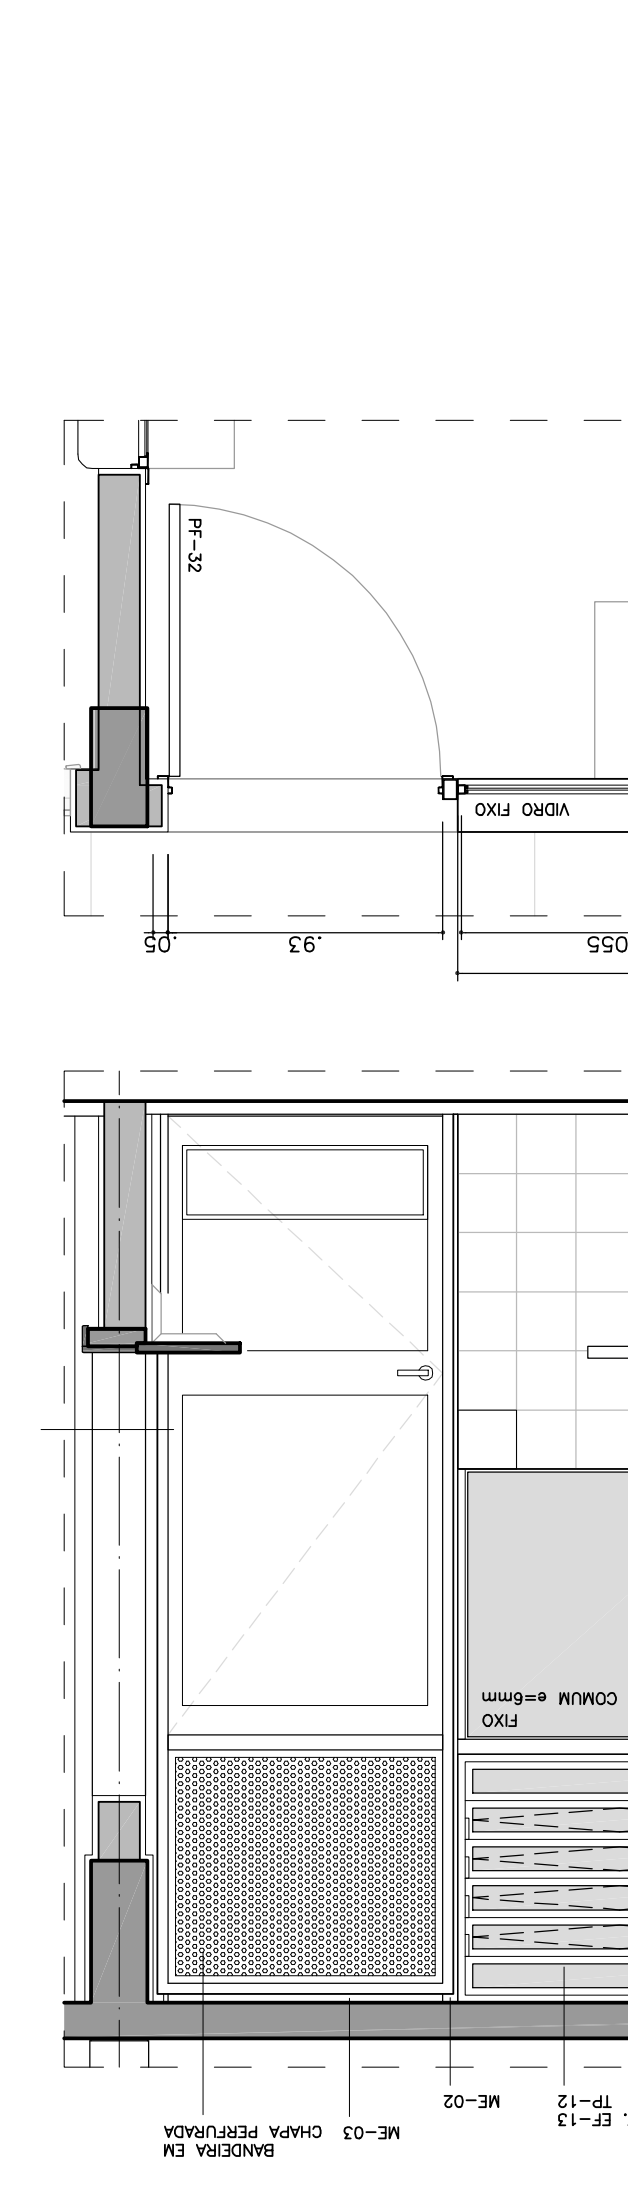 BANDEIRA EM
CHAPA PERFURADA
ME-03
ME-02
EF-13
TP-12
FIXO
COMUM e=6mm
.93
.05
VIDRO FIXO
PF-32